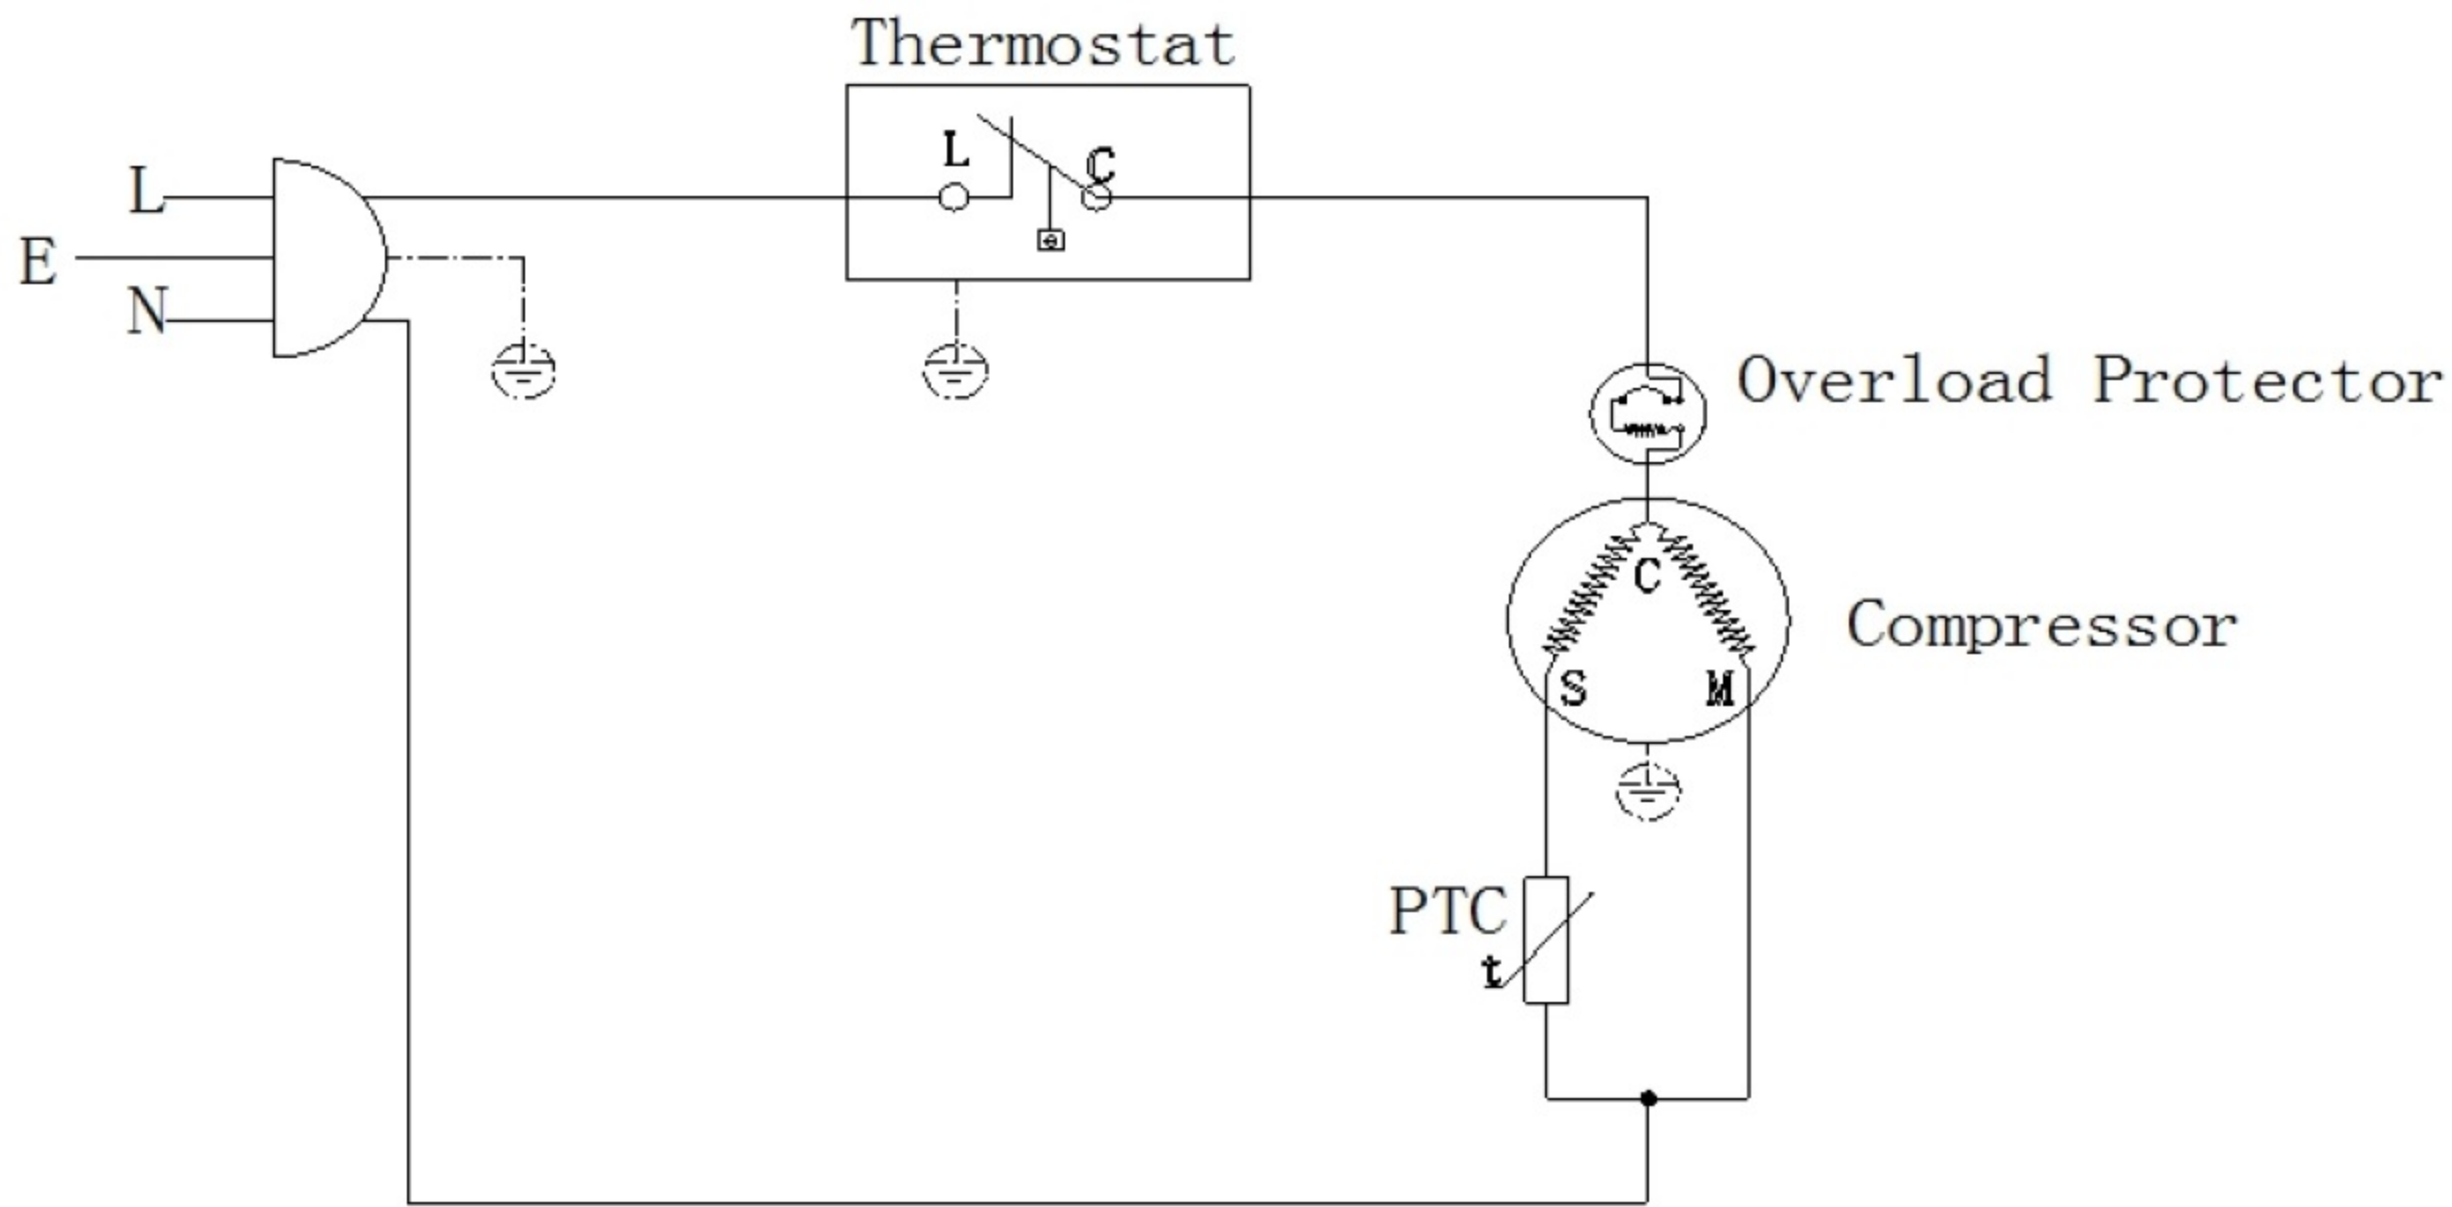 Thermostat
L
C
L
E
N
Overload Protector
C
Compressor
S
M
PTC
t